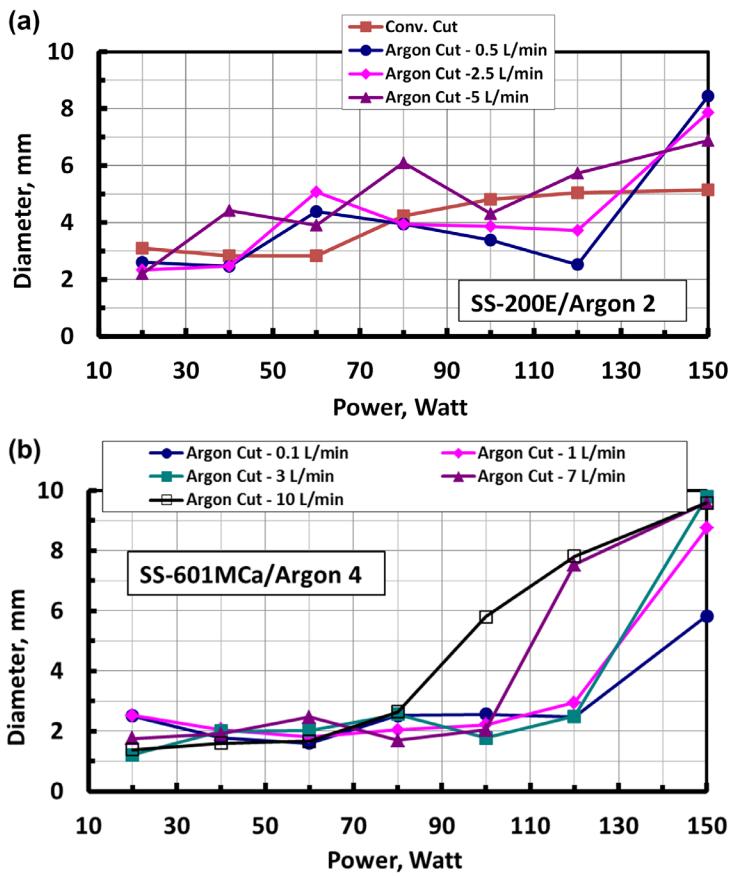 (a)
Conv. Cut
Argon Cut - 0.5 L/min
Argon Cut -2.5 L/min
Argon Cut -5 L/min
10
8
6
4
2
0
Diameter, mm
SS-200E/Argon 2
10 30 50 70 90 110 130 150
Power, Watt
(b)
Argon Cut - 0.1 L/min Argon Cut - 1 L/min
Argon Cut - 3 L/min Argon Cut - 7 L/min
Argon Cut - 10 L/min
10
8
6
4
2
0
Diameter, mm
SS-601MCa/Argon 4
10 30 50 70 90 110 130 150
Power, Watt